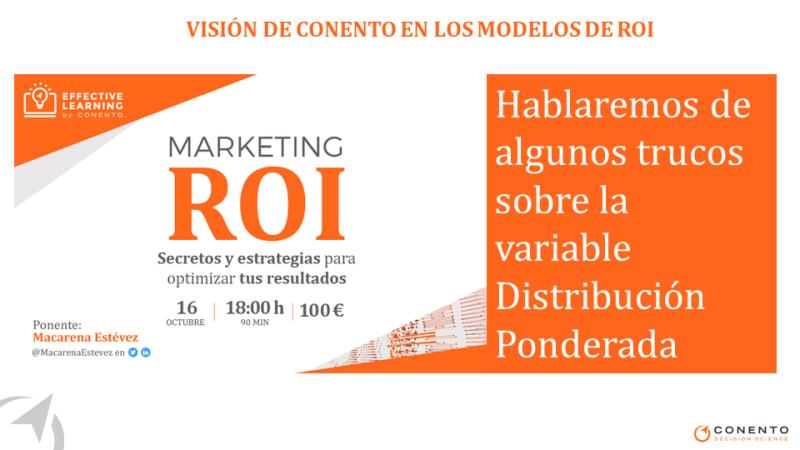 VISIÓN DE CONENTO EN LOS MODELOS DE ROI
EFFECTIVE
LEARNING
by CONENTO
MARKETING
ROI
Secretos y estrategias para
optimizar tus resultados
16 | 18:00 h | 100 €
OCTUBRE 90 MIN
Ponente:
Macarena Estévez
@MacarenaEstevez en
Hablaremos de
algunos trucos
sobre la
variable
Distribución
Ponderada
CONENTO
DECISION SCIENCE